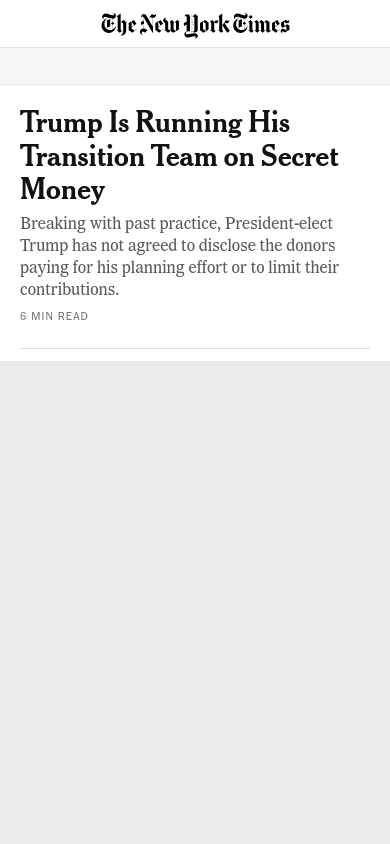 The New York Times
Trump Is Running His
Transition Team on Secret
Money
Breaking with past practice, President-elect
Trump has not agreed to disclose the donors
paying for his planning effort or to limit their
contributions.
6 MIN READ